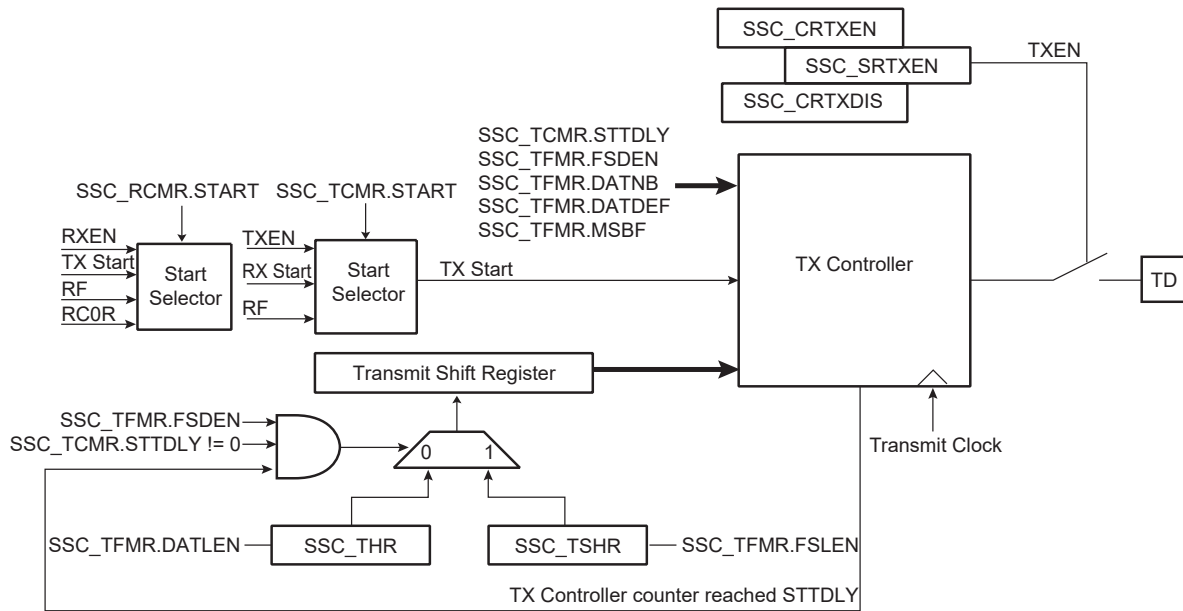 SSC_CRTXEN
SSC_SRTXEN
SSC_CRTXDIS
TXEN
SSC_TCMR.STTDLY
SSC_TFMR.FSDEN
SSC_TFMR.DATNB
SSC_TFMR.DATDEF
SSC_TFMR.MSBF
SSC_RCMR.START
SSC_TCMR.START
RXEN
TX Start
RF
RC0R
Start
Selector
TXEN
RX Start
RF
Start
Selector
TX Start
TX Controller
TD
Transmit Shift Register
Transmit Clock
SSC_TFMR.FSDEN
SSC_TCMR.STTDLY != 0
0
1
SSC_TFMR.DATLEN
SSC_THR
SSC_TSHR
SSC_TFMR.FSLEN
TX Controller counter reached STTDLY